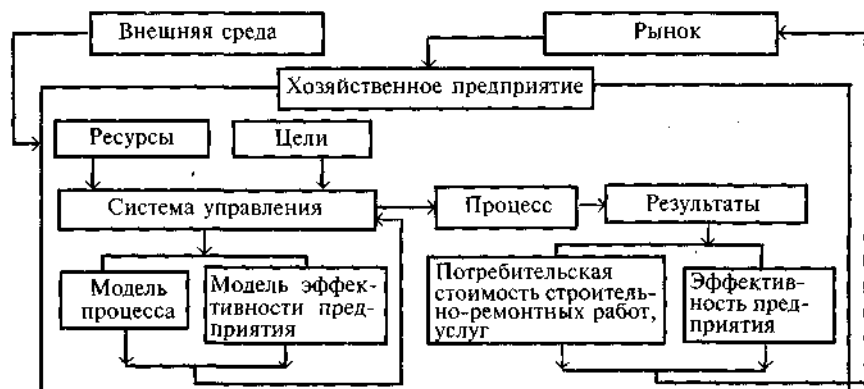 Внешняя среда
Рынок
Хозяйственное предприятие
Ресурсы
Цели
Система управления
Процесс
Результаты
Модель
процесса
Модель эффек-
тивности пред-
приятия
Потребительская
стоимость строитель-
но-ремонтных работ,
услуг
Эффектив-
ность пред-
приятия